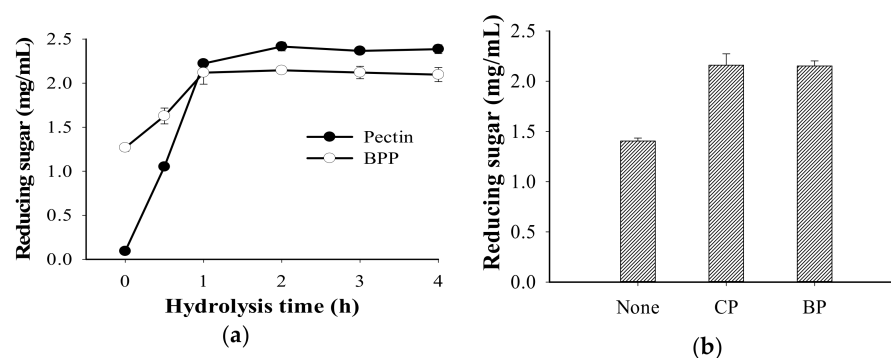 Reducing sugar (mg/mL)
2.5
2.0
1.5
1.0
0.5
0.0
Pectin
BPP
0 1 2 3 4
Hydrolysis time (h)
(a)
Reducing sugar (mg/mL)
2.5
2.0
1.5
1.0
0.5
0.0
None CP BP
(b)